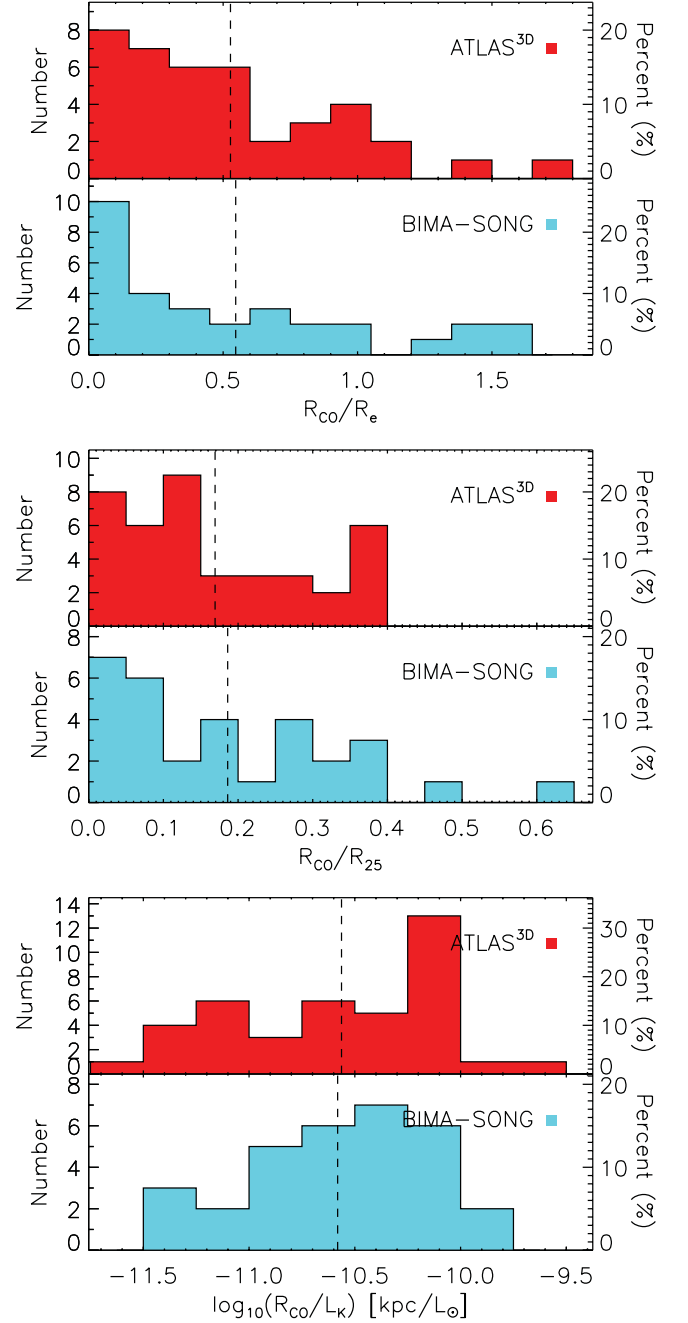 8
6
4
2
0
Number
ATLAS3D
20
10
0
Percent (%)
10
8
6
4
2
0
Number
BIMA−SONG
20
10
0
Percent (%)
0.0 0.5 1.0 1.5
RCO/Re
10
8
6
4
2
0
Number
ATLAS3D
20
10
0
Percent (%)
8
6
4
2
0
Number
BIMA−SONG
20
10
0
Percent (%)
0.0 0.1 0.2 0.3 0.4 0.5 0.6
RCO/R25
14
12
10
8
6
4
2
0
Number
ATLAS3D
30
20
10
0
Percent (%)
8
6
4
2
0
Number
BIMA−SONG
20
10
0
Percent (%)
−11.5 −11.0 −10.5 −10.0 −9.5
log10(RCO/LK) [kpc/L⊙]